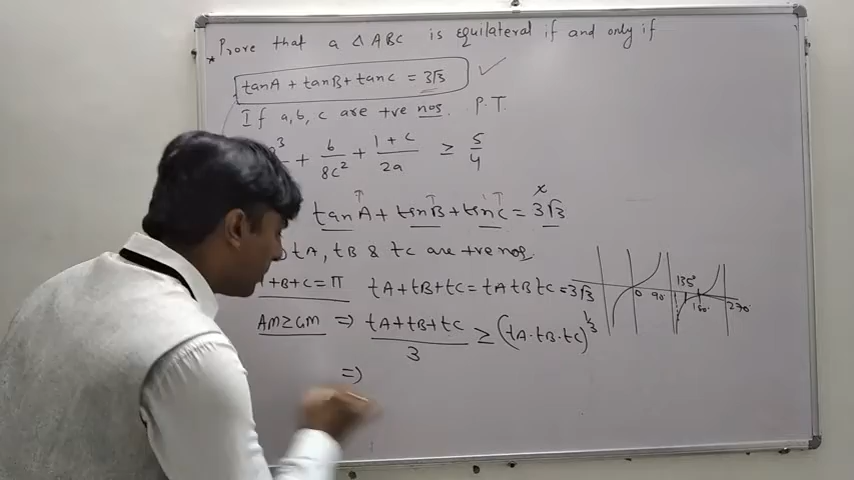 * Prove that a △ABC is equilateral if and only if
tanA + tanB + tanC = 3√3 ✓
If a, b, c are +ve nos. P.T.
3 + b/8c² + 1+c/2a ≥ 5/4
tanA + tanB + tanC = 3√3 x
tA, tB & tC are +ve nos.
+B+C = π tA+tB+tC = tA tB tC = 3√3
AM≥GM ⇒ tA+tB+tC/3 ≥ (tA·tB·tC)^1/3
⇒)
0 90° 135° 180° 270°